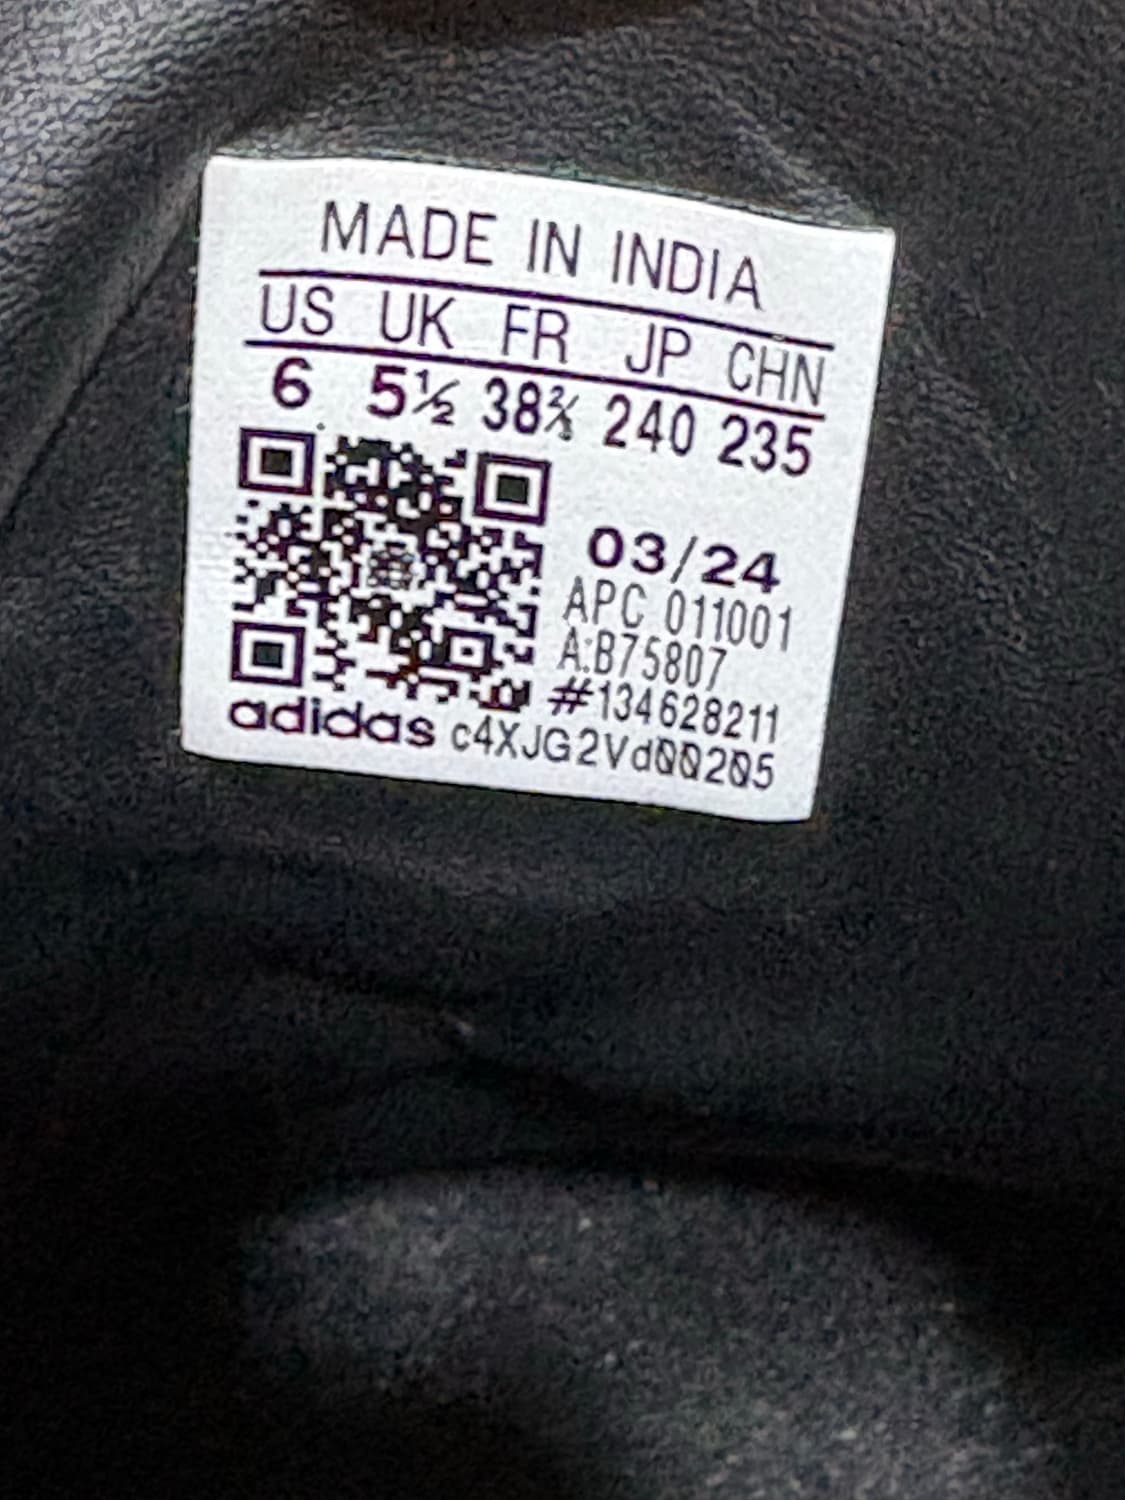 MADE IN INDIA
US UK FR JP CHN
6 5½ 38⅔ 240 235
03/24
APC 011001
A:B75807
#134628211
adidas c4XJG2Vd00205